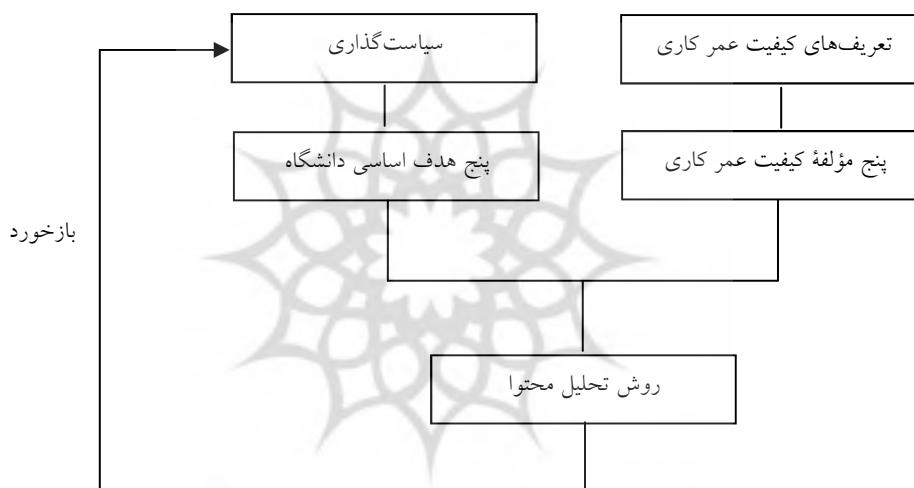 تعریف‌های کیفیت عمر کاری
سیاست‌گذاری
پنج مؤلفهٔ کیفیت عمر کاری
پنج هدف اساسی دانشگاه
بازخورد
روش تحلیل محتوا